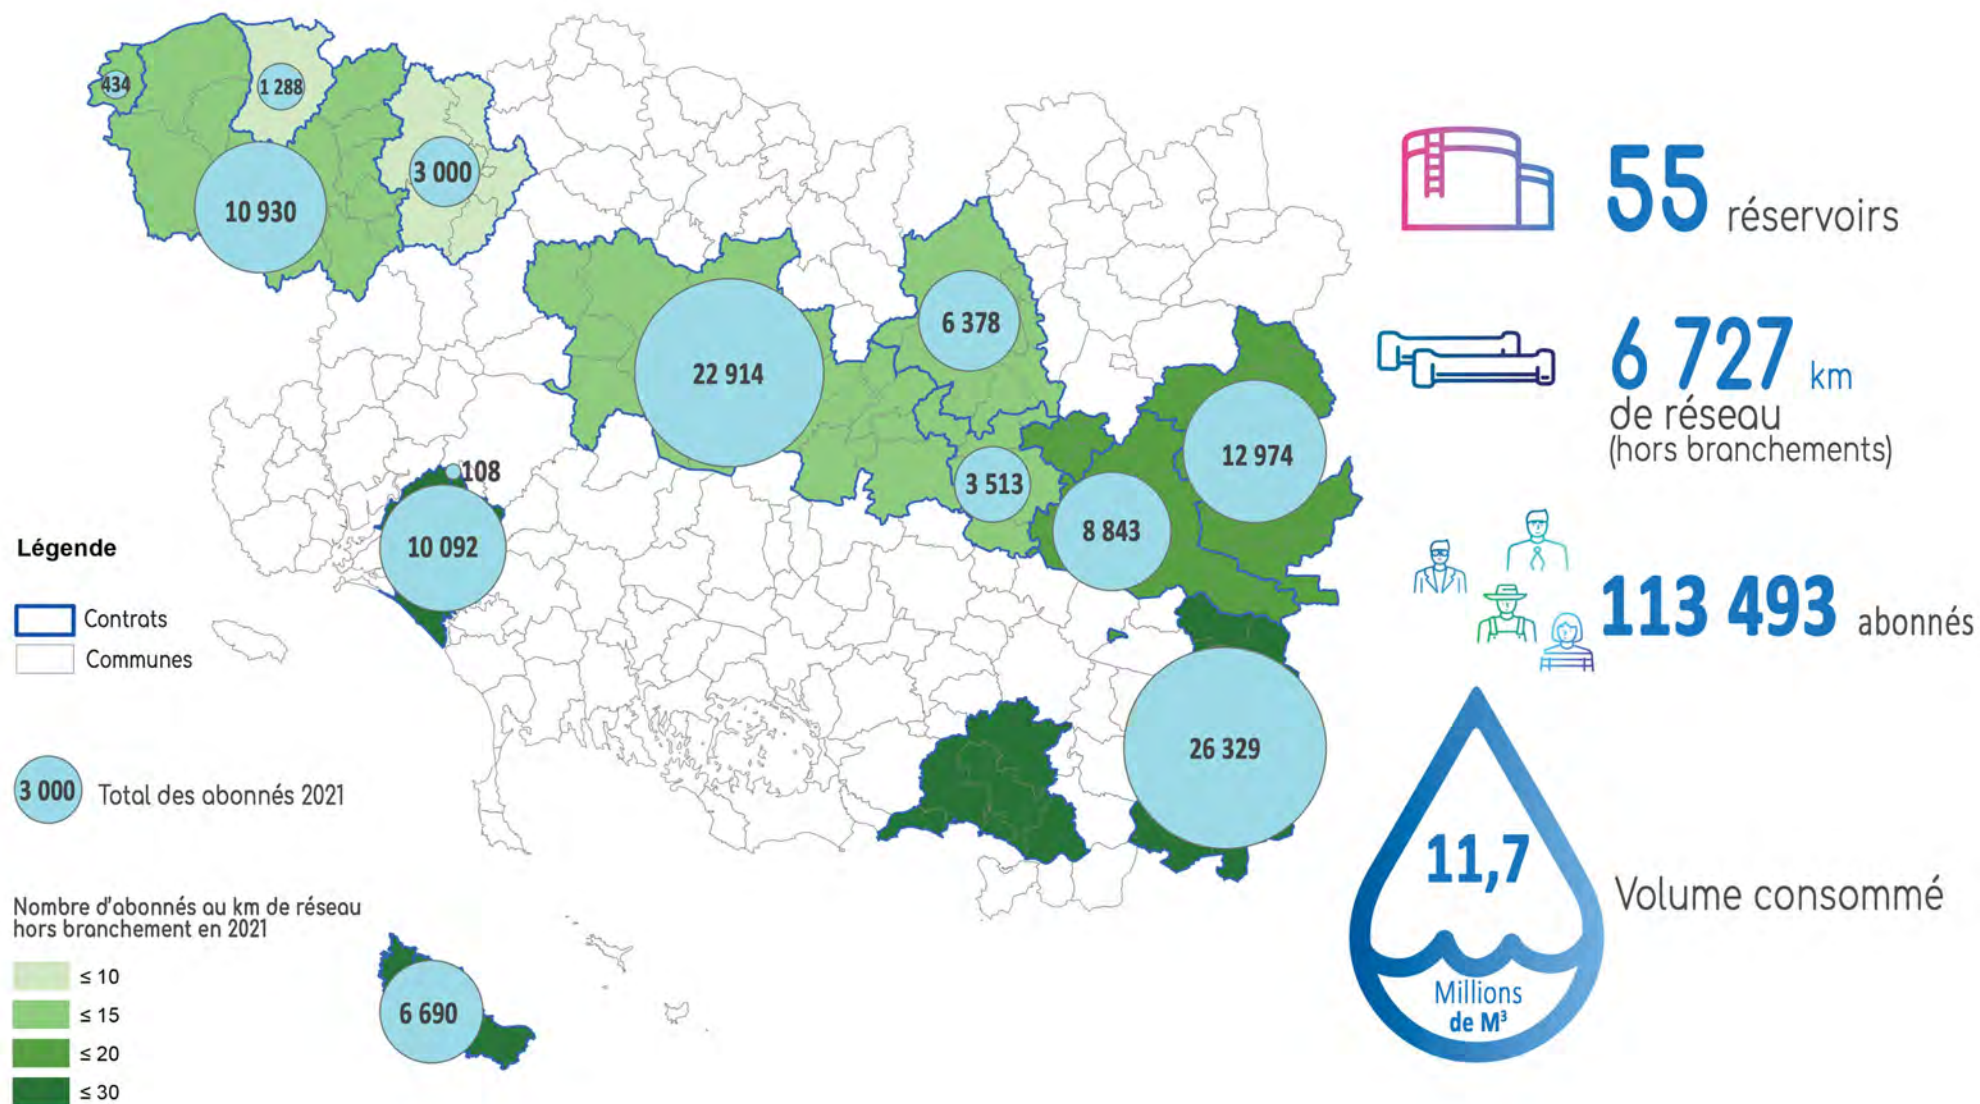 434
1 288
3 000
10 930
22 914
6 378
12 974
3 513
8 843
108
10 092
26 329
6 690
Légende
Contrats
Communes
3 000 Total des abonnés 2021
Nombre d'abonnés au km de réseau
hors branchement en 2021
≤ 10
≤ 15
≤ 20
≤ 30
55 réservoirs
6 727 km
de réseau
(hors branchements)
113 493 abonnés
11,7
Millions
de M³
Volume consommé